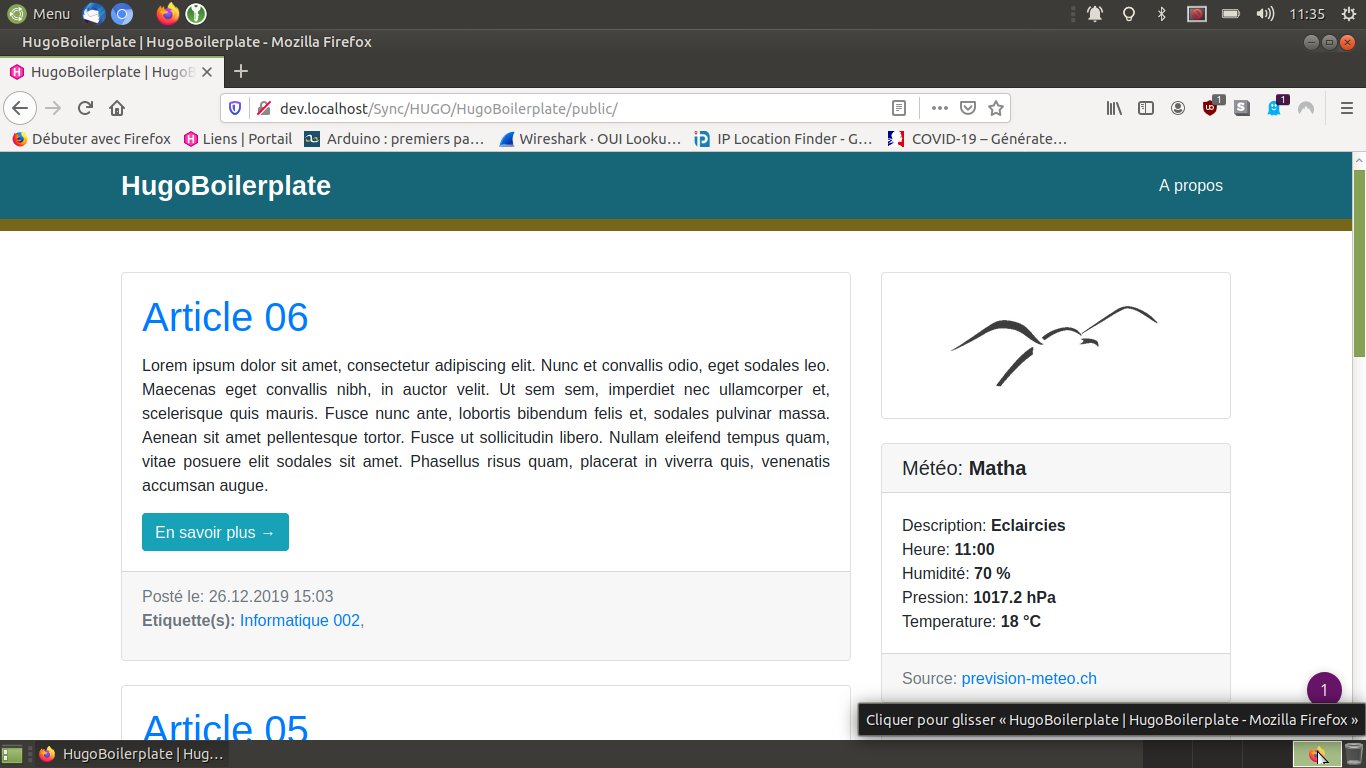 Menu
11:35
HugoBoilerplate | HugoBoilerplate - Mozilla Firefox
HugoBoilerplate | HugoB
dev.localhost/Sync/HUGO/HugoBoilerplate/public/
1
S
1
Débuter avec Firefox
Liens | Portail
Arduino : premiers pa…
Wireshark · OUI Looku…
IP Location Finder - G…
COVID-19 – Générate…
HugoBoilerplate
A propos
Article 06
Lorem ipsum dolor sit amet, consectetur adipiscing elit. Nunc et convallis odio, eget sodales leo.
Maecenas eget convallis nibh, in auctor velit. Ut sem sem, imperdiet nec ullamcorper et,
scelerisque quis mauris. Fusce nunc ante, lobortis bibendum felis et, sodales pulvinar massa.
Aenean sit amet pellentesque tortor. Fusce ut sollicitudin libero. Nullam eleifend tempus quam,
vitae posuere elit sodales sit amet. Phasellus risus quam, placerat in viverra quis, venenatis
accumsan augue.
En savoir plus →
Posté le: 26.12.2019 15:03
Etiquette(s): Informatique 002,
Article 05
Météo: Matha
Description: Eclaircies
Heure: 11:00
Humidité: 70 %
Pression: 1017.2 hPa
Temperature: 18 °C
Source: prevision-meteo.ch
1
Cliquer pour glisser « HugoBoilerplate | HugoBoilerplate - Mozilla Firefox »
HugoBoilerplate | Hug…